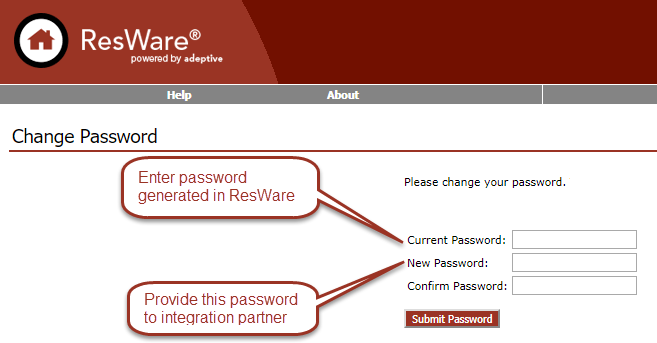 ResWare®
powered by adeptive
Help About
Change Password
Enter password
generated in ResWare
Please change your password.
Current Password:
New Password:
Confirm Password:
Provide this password
to integration partner
Submit Password